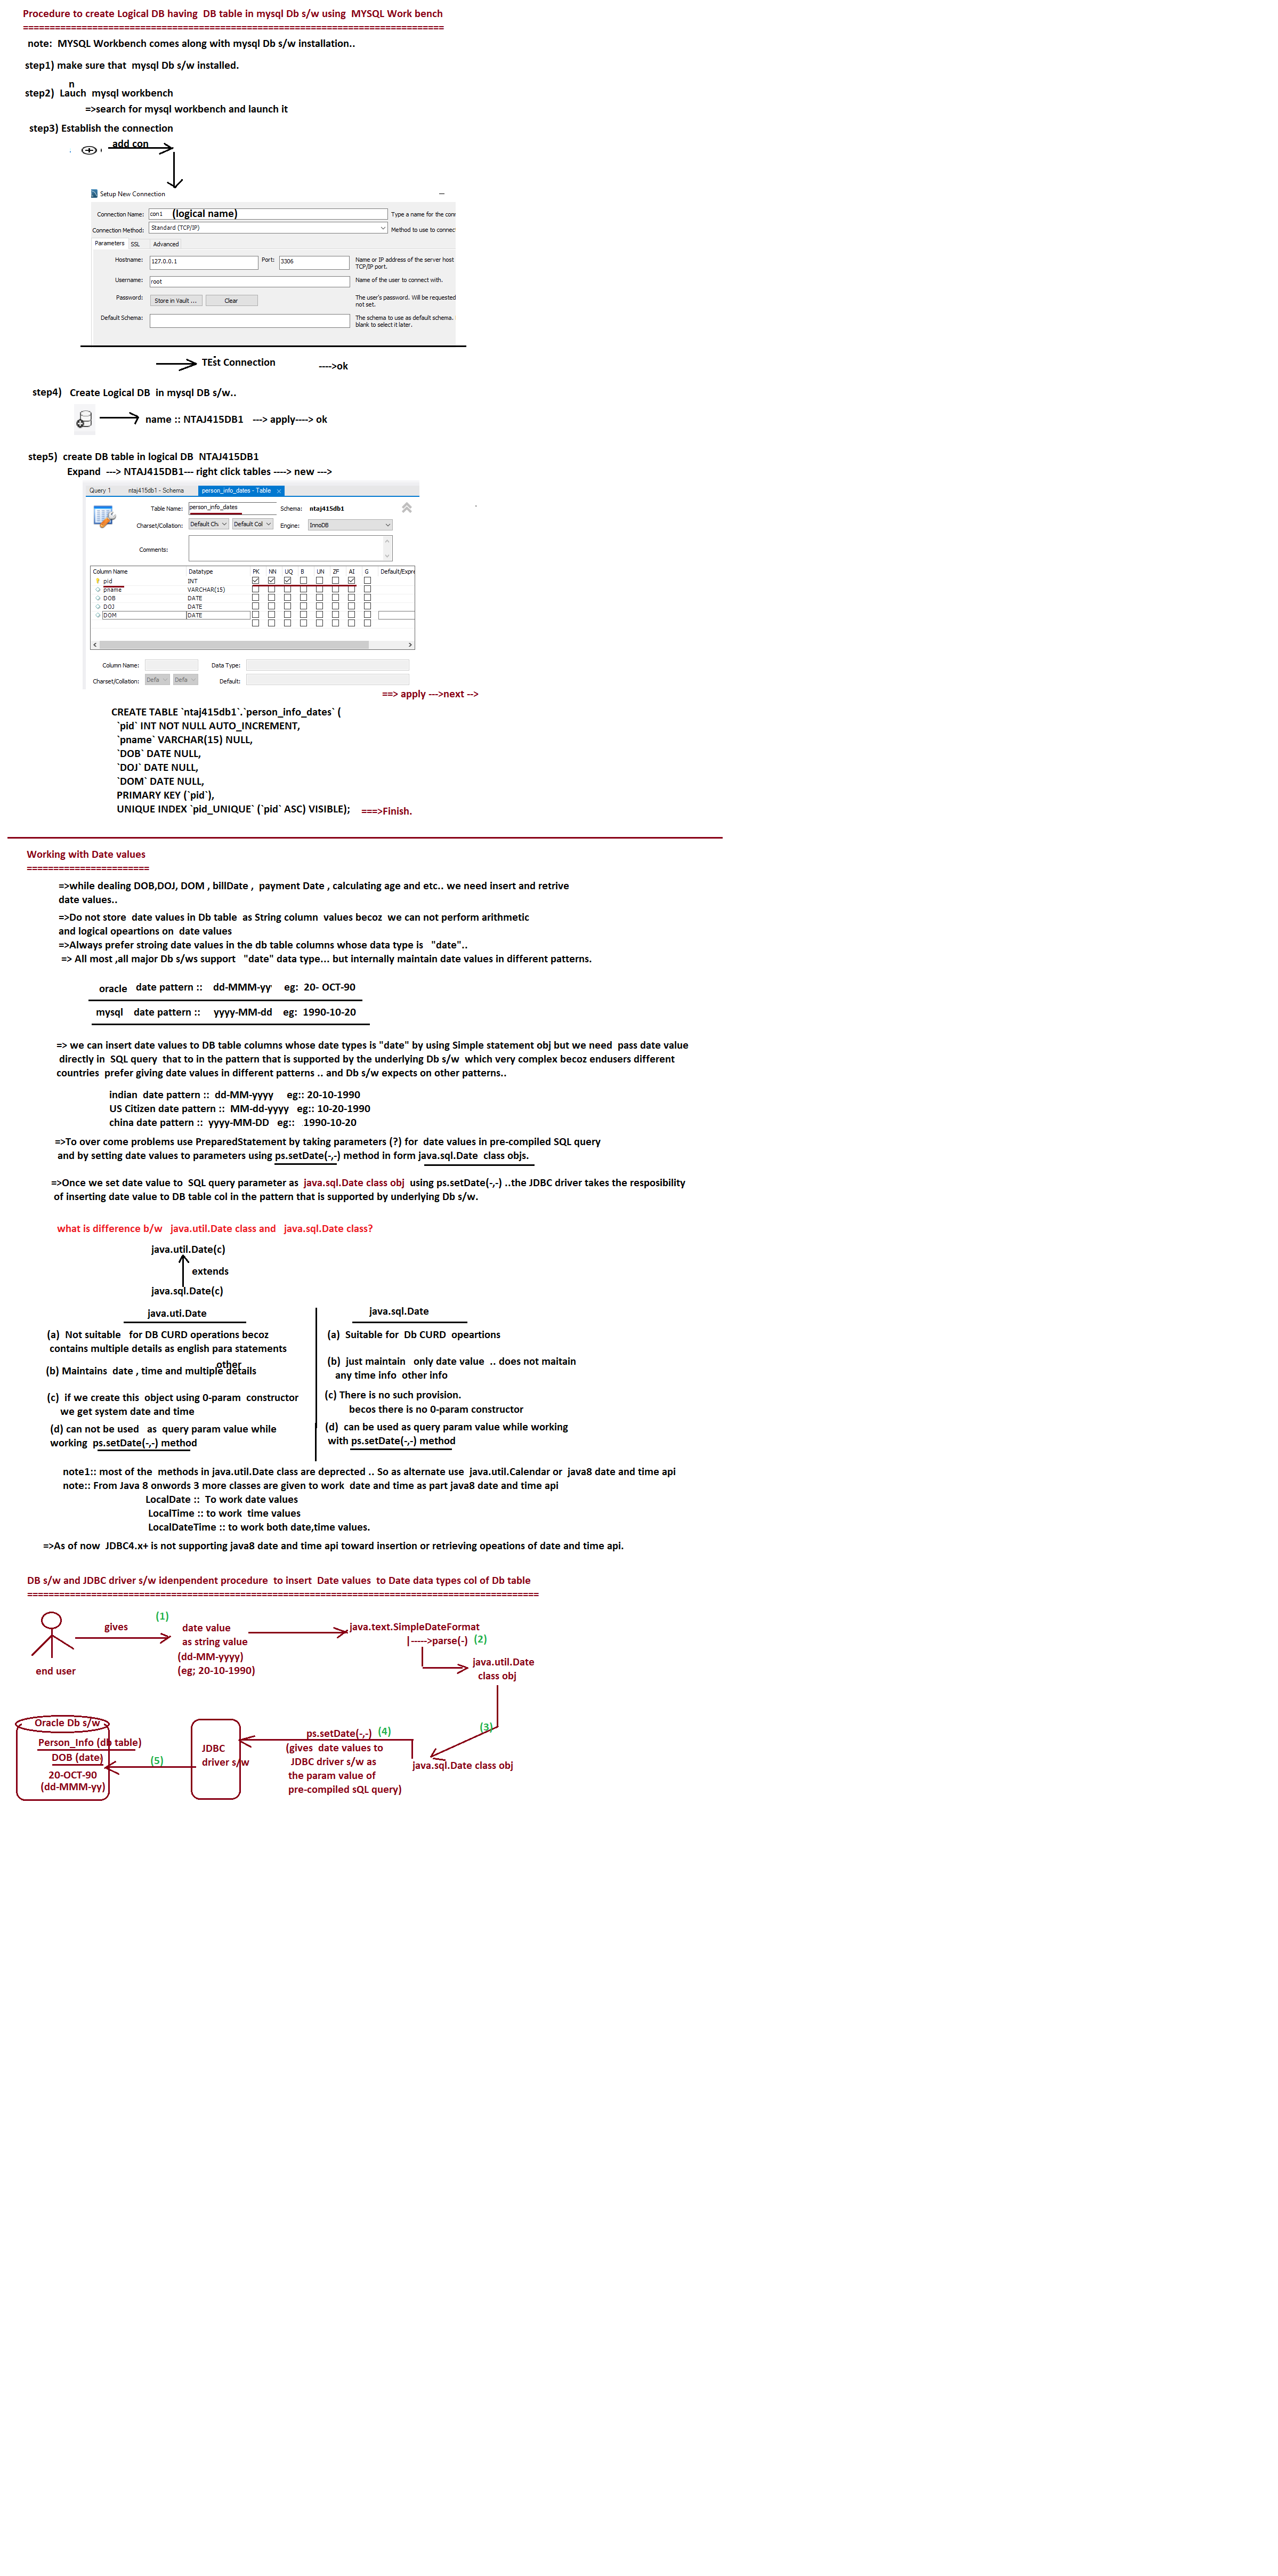 Procedure to create Logical DB having  DB table in mysql Db s/w using  MYSQL Work bench
================================================================================
note:  MYSQL Workbench comes along with mysql Db s/w installation..
step1) make sure that  mysql Db s/w installed.
n
step2)  Lauch  mysql workbench
=>search for mysql workbench and launch it
step3) Establish the connection
add con
Setup New Connection
Connection Name: con1 (logical name) Type a name for the conn
Connection Method: Standard (TCP/IP) Method to use to connec
Parameters SSL Advanced
Hostname: 127.0.0.1 Port: 3306 Name or IP address of the server host
TCP/IP port.
Username: root Name of the user to connect with.
Password: Store in Vault ... Clear The user's password. Will be requested
not set.
Default Schema: The schema to use as default schema.
blank to select it later.
TEst Connection ---->ok
step4) Create Logical DB  in mysql DB s/w..
name :: NTAJ415DB1 ---> apply----> ok
step5)  create DB table in logical DB  NTAJ415DB1
Expand  ---> NTAJ415DB1--- right click tables ----> new --->
Query 1 ntaj415db1 - Schema person_info_dates - Table
Table Name: person_info_dates Schema: ntaj415db1
Charset/Collation: Default Ch Default Col Engine: InnoDB
Comments:
Column Name Datatype PK NN UQ B UN ZF AI G Default/Expr
pid INT
pname VARCHAR(15)
DOB DATE
DOJ DATE
DOM DATE
Column Name: Data Type:
Charset/Collation: Defa Defa Default:
==> apply --->next -->
CREATE TABLE `ntaj415db1`.`person_info_dates` (
`pid` INT NOT NULL AUTO_INCREMENT,
`pname` VARCHAR(15) NULL,
`DOB` DATE NULL,
`DOJ` DATE NULL,
`DOM` DATE NULL,
PRIMARY KEY (`pid`),
UNIQUE INDEX `pid_UNIQUE` (`pid` ASC) VISIBLE); ===>Finish.
Working with Date values
=======================
=>while dealing DOB,DOJ, DOM , billDate ,  payment Date , calculating age and etc.. we need insert and retrive
date values..
=>Do not store  date values in Db table  as String column  values becoz  we can not perform arithmetic
and logical opeartions on  date values
=>Always prefer stroing date values in the db table columns whose data type is   "date"..
=> All most ,all major Db s/ws support   "date" data type... but internally maintain date values in different patterns.
oracle date pattern :: dd-MMM-yy eg:  20- OCT-90
mysql date pattern :: yyyy-MM-dd eg:  1990-10-20
=> we can insert date values to DB table columns whose date types is "date" by using Simple statement obj but we need  pass date value
directly in  SQL query  that to in the pattern that is supported by the underlying Db s/w  which very complex becoz endusers different
countries  prefer giving date values in different patterns .. and Db s/w expects on other patterns..
indian  date pattern ::  dd-MM-yyyy     eg:: 20-10-1990
US Citizen date pattern ::  MM-dd-yyyy   eg:: 10-20-1990
china date pattern ::  yyyy-MM-DD   eg::   1990-10-20
=>To over come problems use PreparedStatement by taking parameters (?) for  date values in pre-compiled SQL query
and by setting date values to parameters using ps.setDate(-,-) method in form java.sql.Date  class objs.
=>Once we set date value to  SQL query parameter as  java.sql.Date class obj  using ps.setDate(-,-) ..the JDBC driver takes the resposibility
of inserting date value to DB table col in the pattern that is supported by underlying Db s/w.
what is difference b/w   java.util.Date class and   java.sql.Date class?
java.util.Date(c)
extends
java.sql.Date(c)
java.uti.Date
(a)  Not suitable   for DB CURD operations becoz
contains multiple details as english para statements
other
(b) Maintains  date , time and multiple details
(c)  if we create this  object using 0-param  constructor
we get system date and time
(d) can not be used   as  query param value while
working  ps.setDate(-,-) method
java.sql.Date
(a)  Suitable for  Db CURD  opeartions
(b)  just maintain   only date value  .. does not maitain
any time info  other info
(c) There is no such provision.
becos there is no 0-param constructor
(d)  can be used as query param value while working
with ps.setDate(-,-) method
note1:: most of the  methods in java.util.Date class are deprected .. So as alternate use  java.util.Calendar or  java8 date and time api
note:: From Java 8 onwords 3 more classes are given to work  date and time as part java8 date and time api
LocalDate ::  To work date values
LocalTime :: to work  time values
LocalDateTime :: to work both date,time values.
=>As of now  JDBC4.x+ is not supporting java8 date and time api toward insertion or retrieving opeations of date and time api.
DB s/w and JDBC driver s/w idenpendent procedure  to insert  Date values  to Date data types col of Db table
================================================================================================
end user
gives
(1)
date value
as string value
(dd-MM-yyyy)
(eg; 20-10-1990)
java.text.SimpleDateFormat
|----->parse(-) (2)
java.util.Date
class obj
(3)
java.sql.Date class obj
ps.setDate(-,-) (4)
(gives  date values to
JDBC driver s/w as
the param value of
pre-compiled sQL query)
JDBC
driver s/w
(5)
Oracle Db s/w
Person_Info (db table)
DOB (date)
20-OCT-90
(dd-MMM-yy)